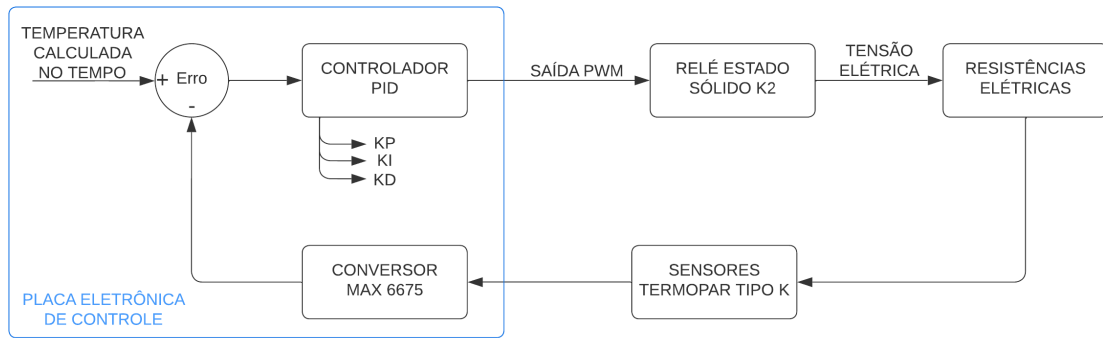 TEMPERATURA
CALCULADA
NO TEMPO
+
Erro
-
CONTROLADOR
PID
KP
KI
KD
SAÍDA PWM
RELÉ ESTADO
SÓLIDO K2
TENSÃO
ELÉTRICA
RESISTÊNCIAS
ELÉTRICAS
CONVERSOR
MAX 6675
SENSORES
TERMOPAR TIPO K
PLACA ELETRÔNICA
DE CONTROLE